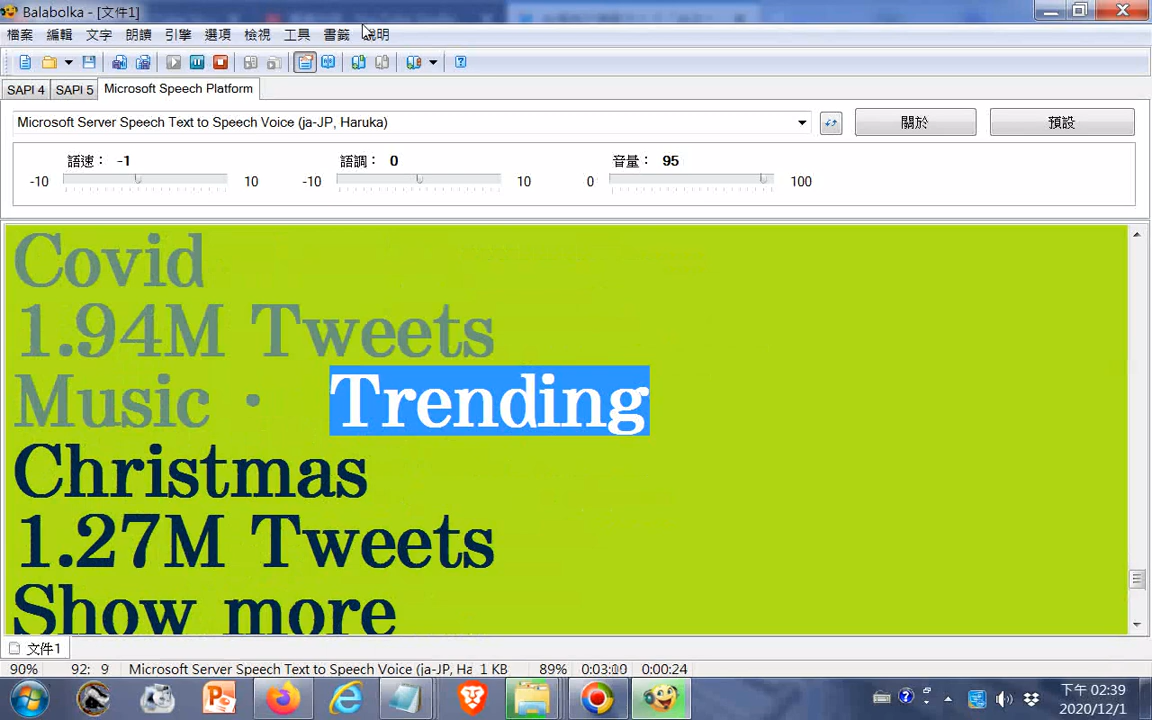 Balabolka - [文件1]
檔案 編輯 文字 朗讀 引擎 選項 檢視 工具 書籤 說明
SAPI 4 SAPI 5 Microsoft Speech Platform
Microsoft Server Speech Text to Speech Voice (ja-JP, Haruka) 關於 預設
語速： -1 語調： 0 音量： 95
-10 10 -10 10 0 100
Covid
1.94M Tweets
Music · Trending
Christmas
1.27M Tweets
Show more
文件1
90% 92: 9 Microsoft Server Speech Text to Speech Voice (ja-JP, Ha 1 KB 89% 0:03:00 0:00:24
下午 02:39
2020/12/1